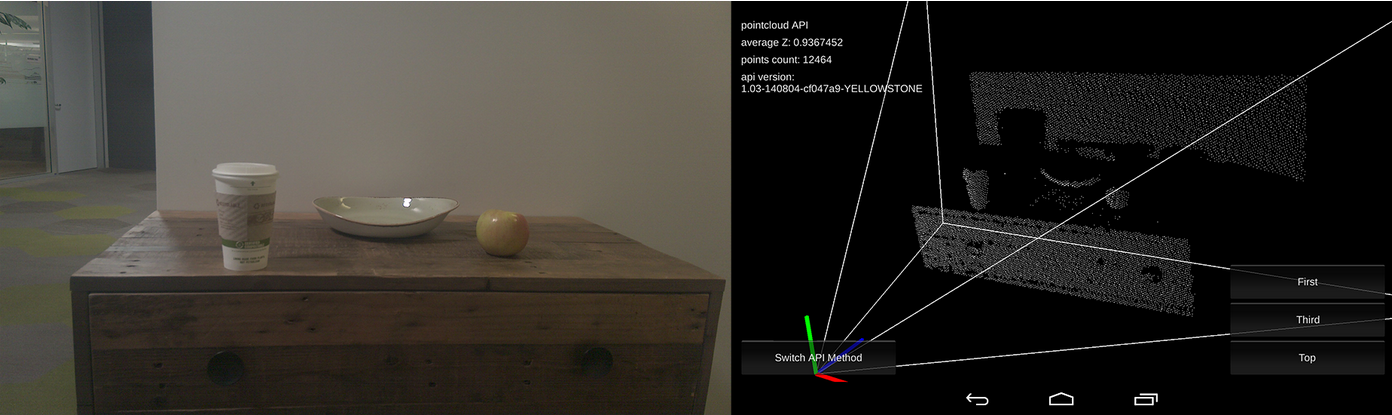 pointcloud API
average Z: 0.9367452
points count: 12464
api version:
1.03-140804-cf047a9-YELLOWSTONE
First
Third
Switch API Method
Top